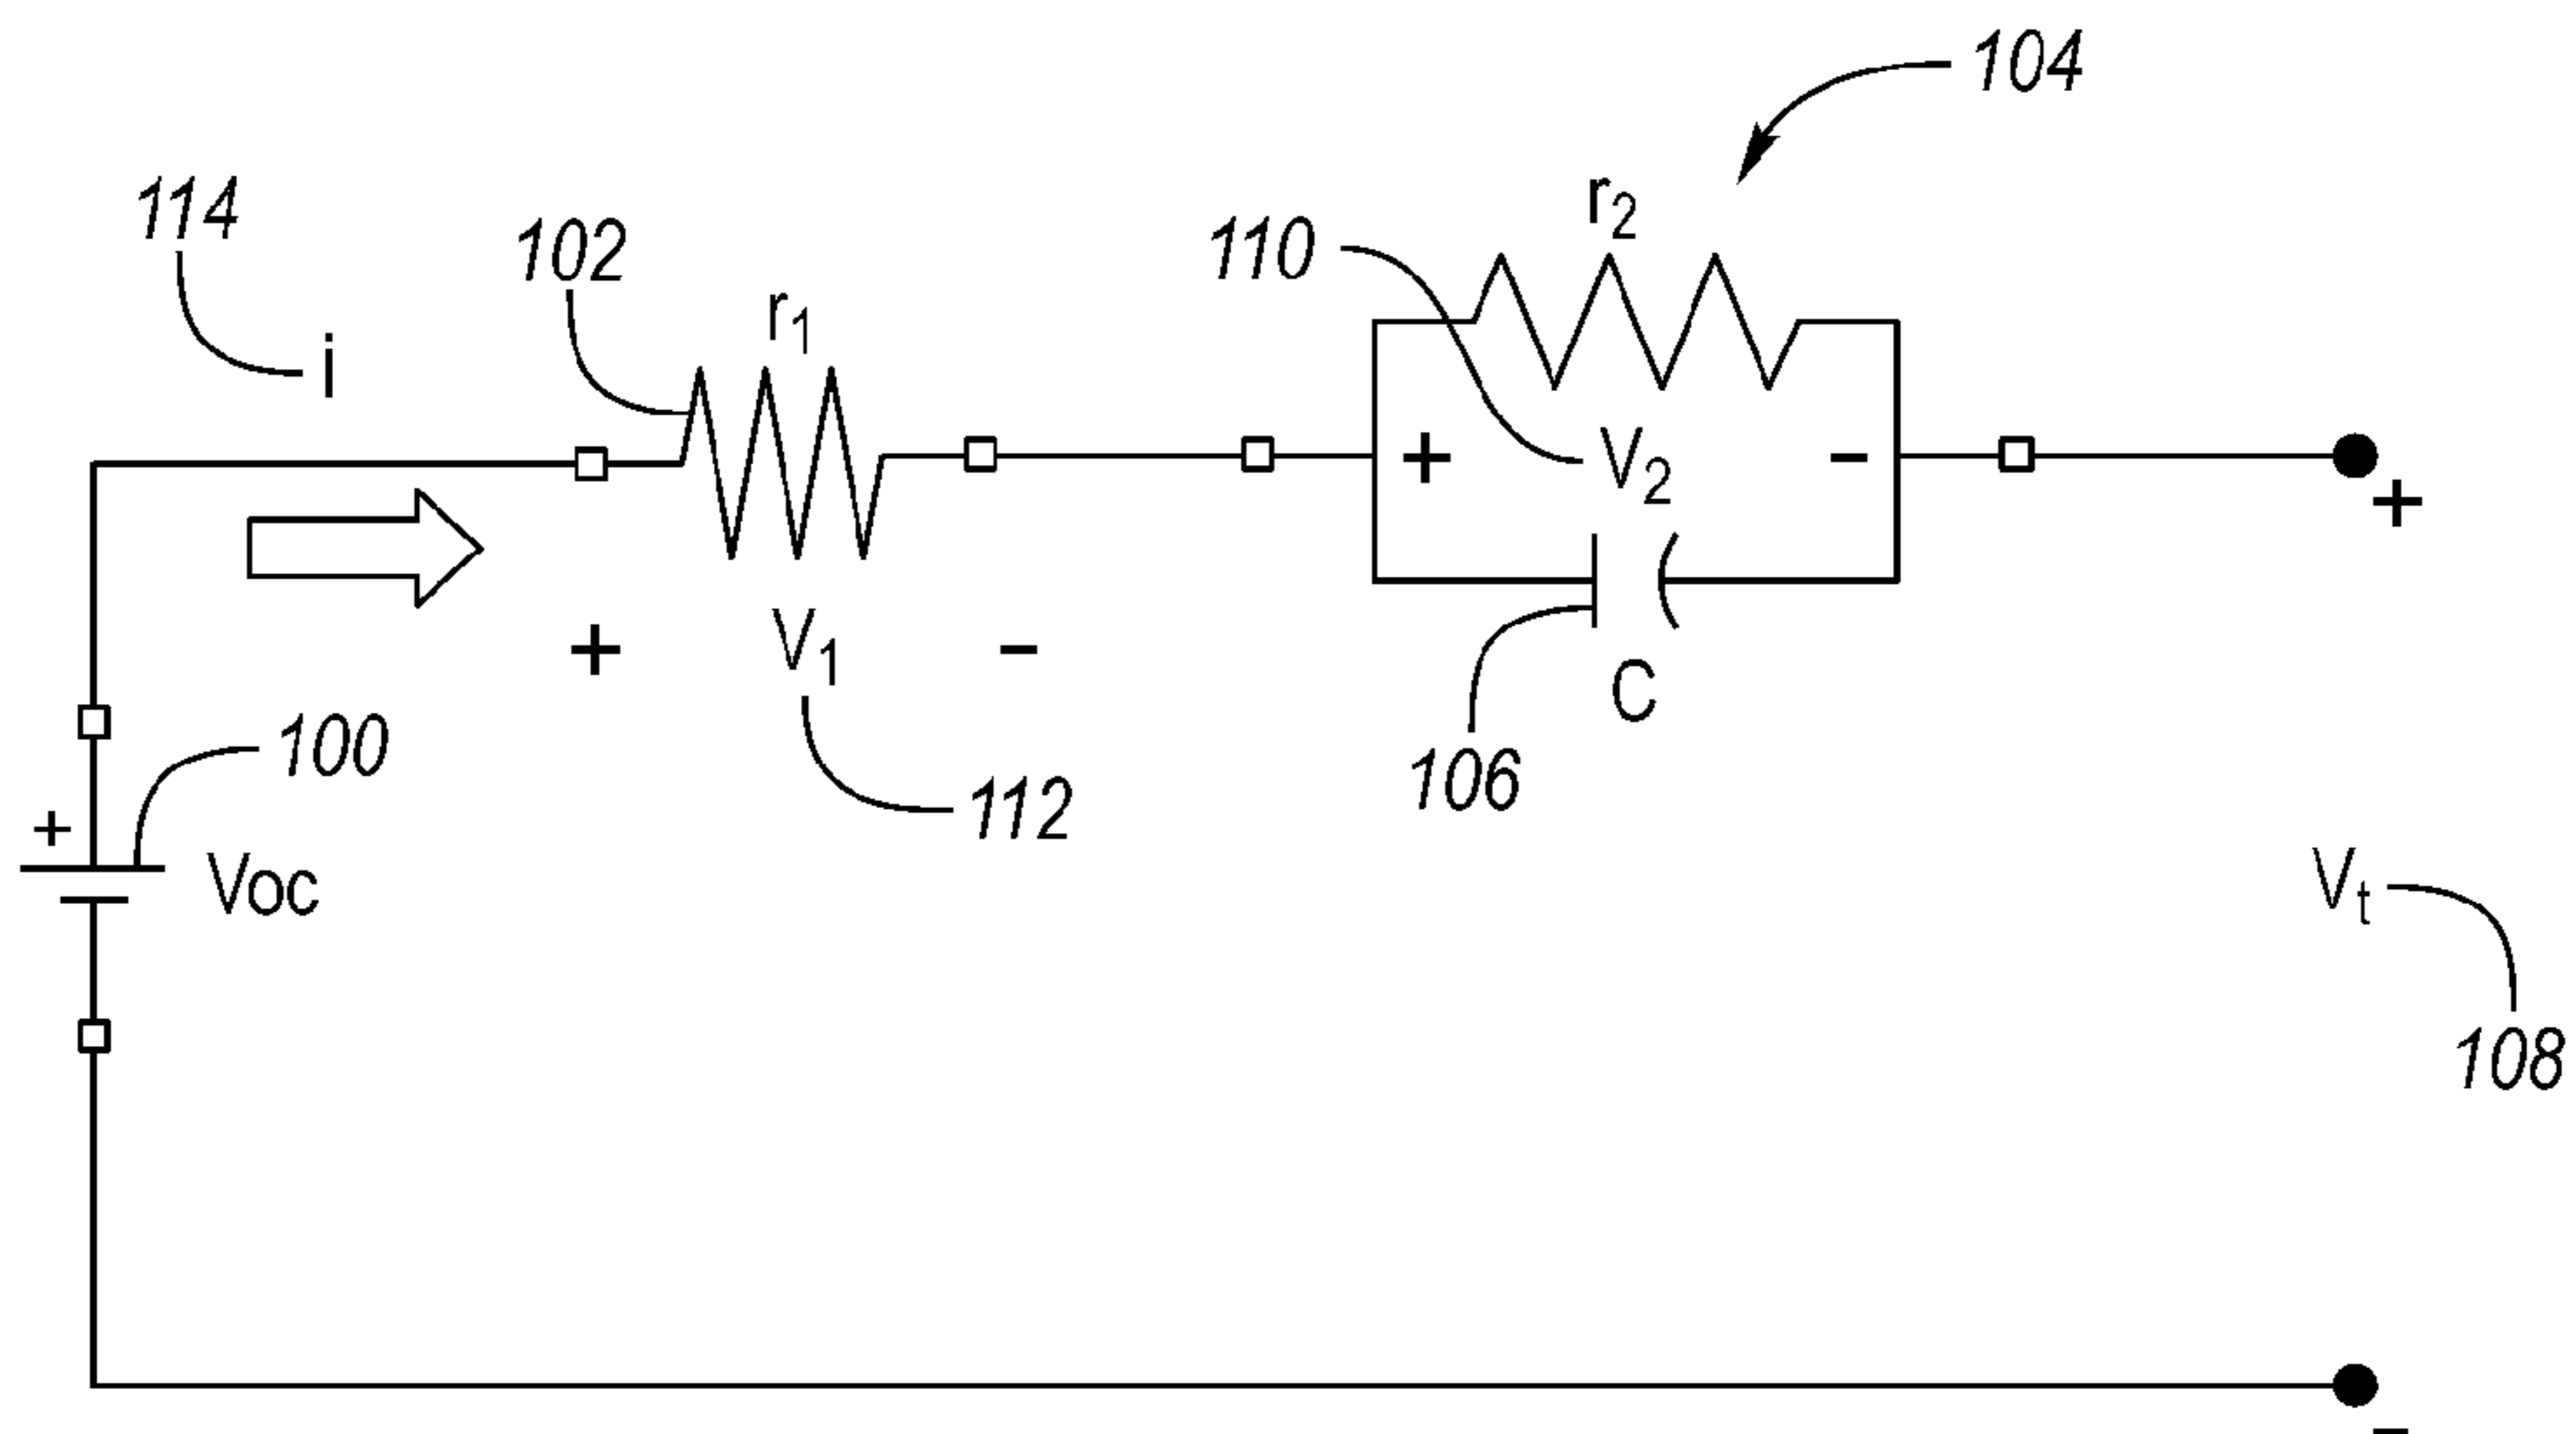 104
114
102
110
r₂
r₁
i
+ V₂ -
+
+ V₁ -
C
100
106
112
+
Voc
Vₜ
108
-